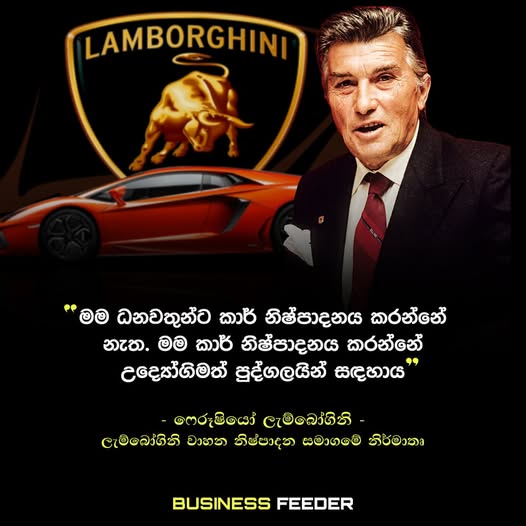 LAMBORGHINI
"මම ධනවතුන්ට කාර් නිෂ්පාදනය කරන්නේ
නැත. මම කාර් නිෂ්පාදනය කරන්නේ
උද්‍යෝගිමත් පුද්ගලයින් සඳහාය"
- ෆෙරූෂියෝ ලැම්බෝගිනි -
ලැම්බෝගිනි වාහන නිෂ්පාදන සමාගමේ නිර්මාතෘ
BUSINESS FEEDER